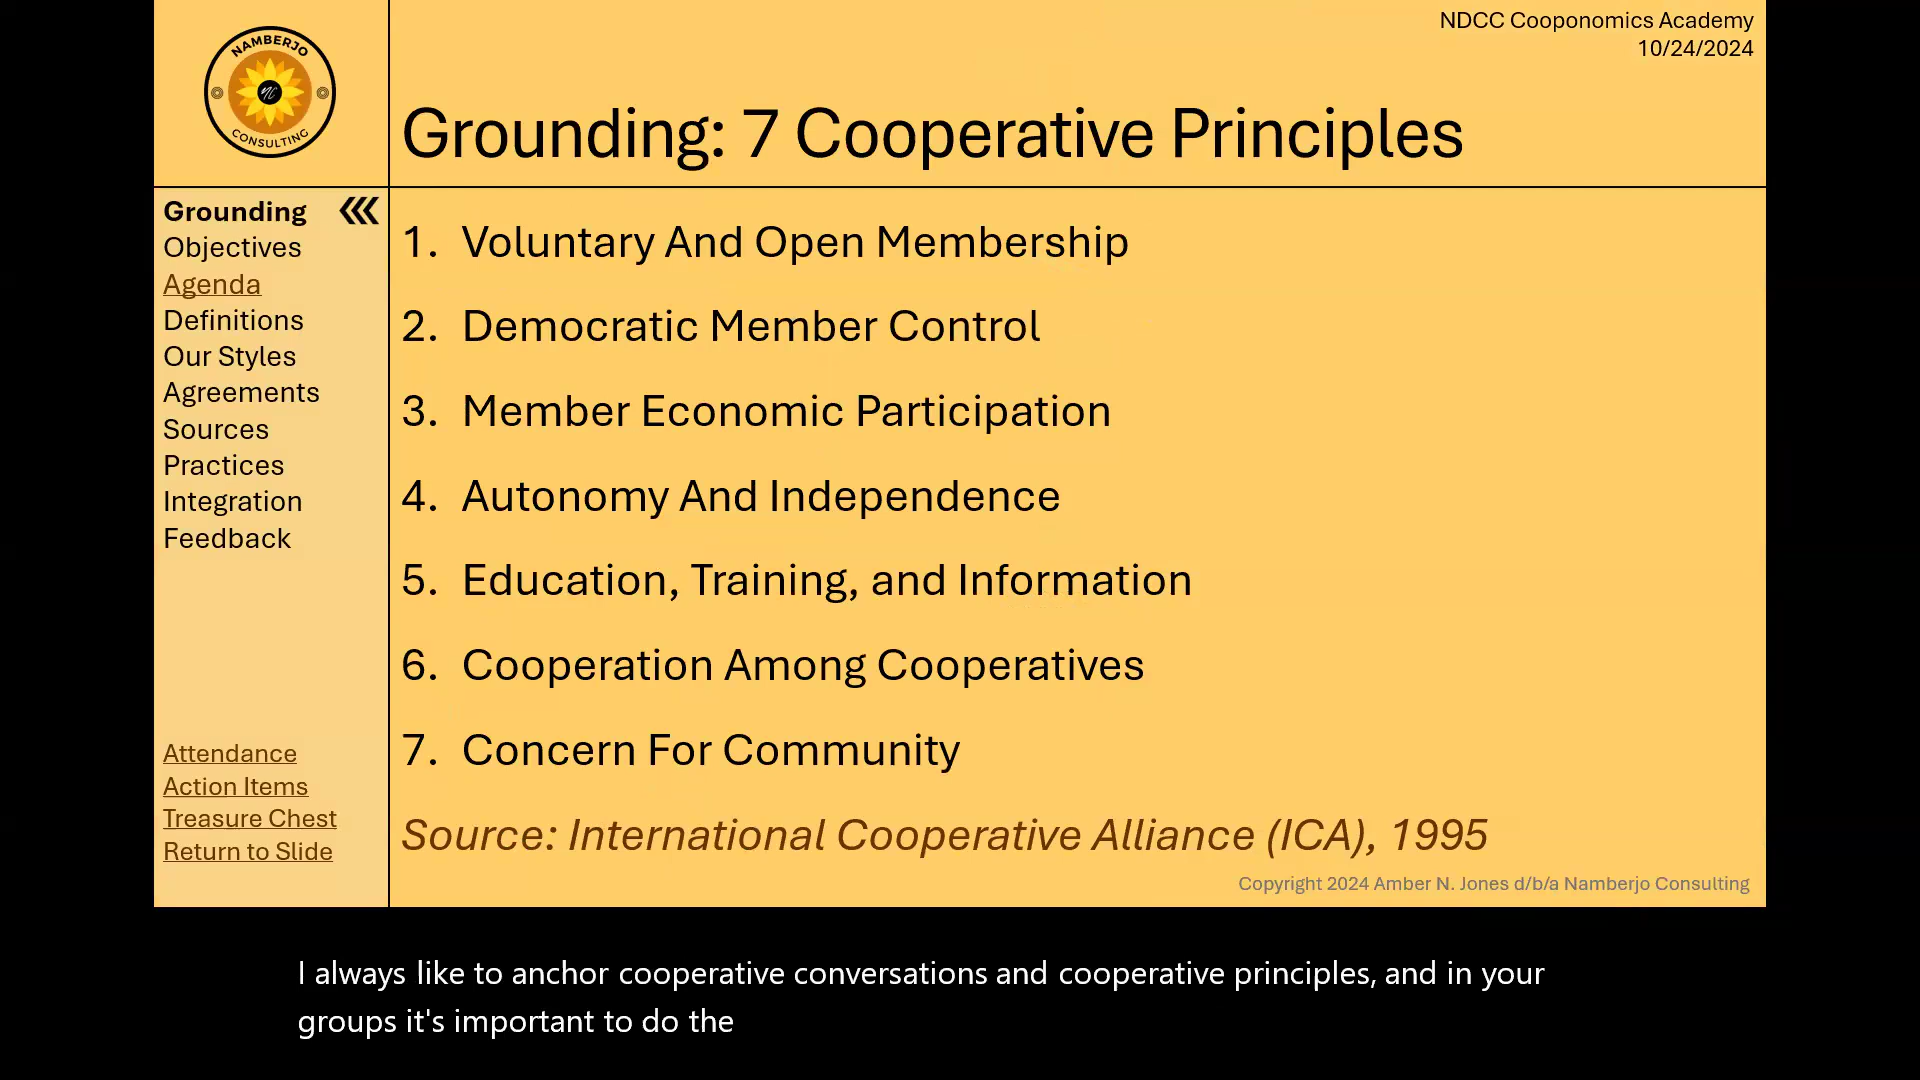 NAMBERJO
CONSULTING
NDCC Cooponomics Academy
10/24/2024
Grounding: 7 Cooperative Principles
Grounding
Objectives
Agenda
Definitions
Our Styles
Agreements
Sources
Practices
Integration
Feedback
Attendance
Action Items
Treasure Chest
Return to Slide
1. Voluntary And Open Membership
2. Democratic Member Control
3. Member Economic Participation
4. Autonomy And Independence
5. Education, Training, and Information
6. Cooperation Among Cooperatives
7. Concern For Community
Source: International Cooperative Alliance (ICA), 1995
Copyright 2024 Amber N. Jones d/b/a Namberjo Consulting
I always like to anchor cooperative conversations and cooperative principles, and in your
groups it's important to do the